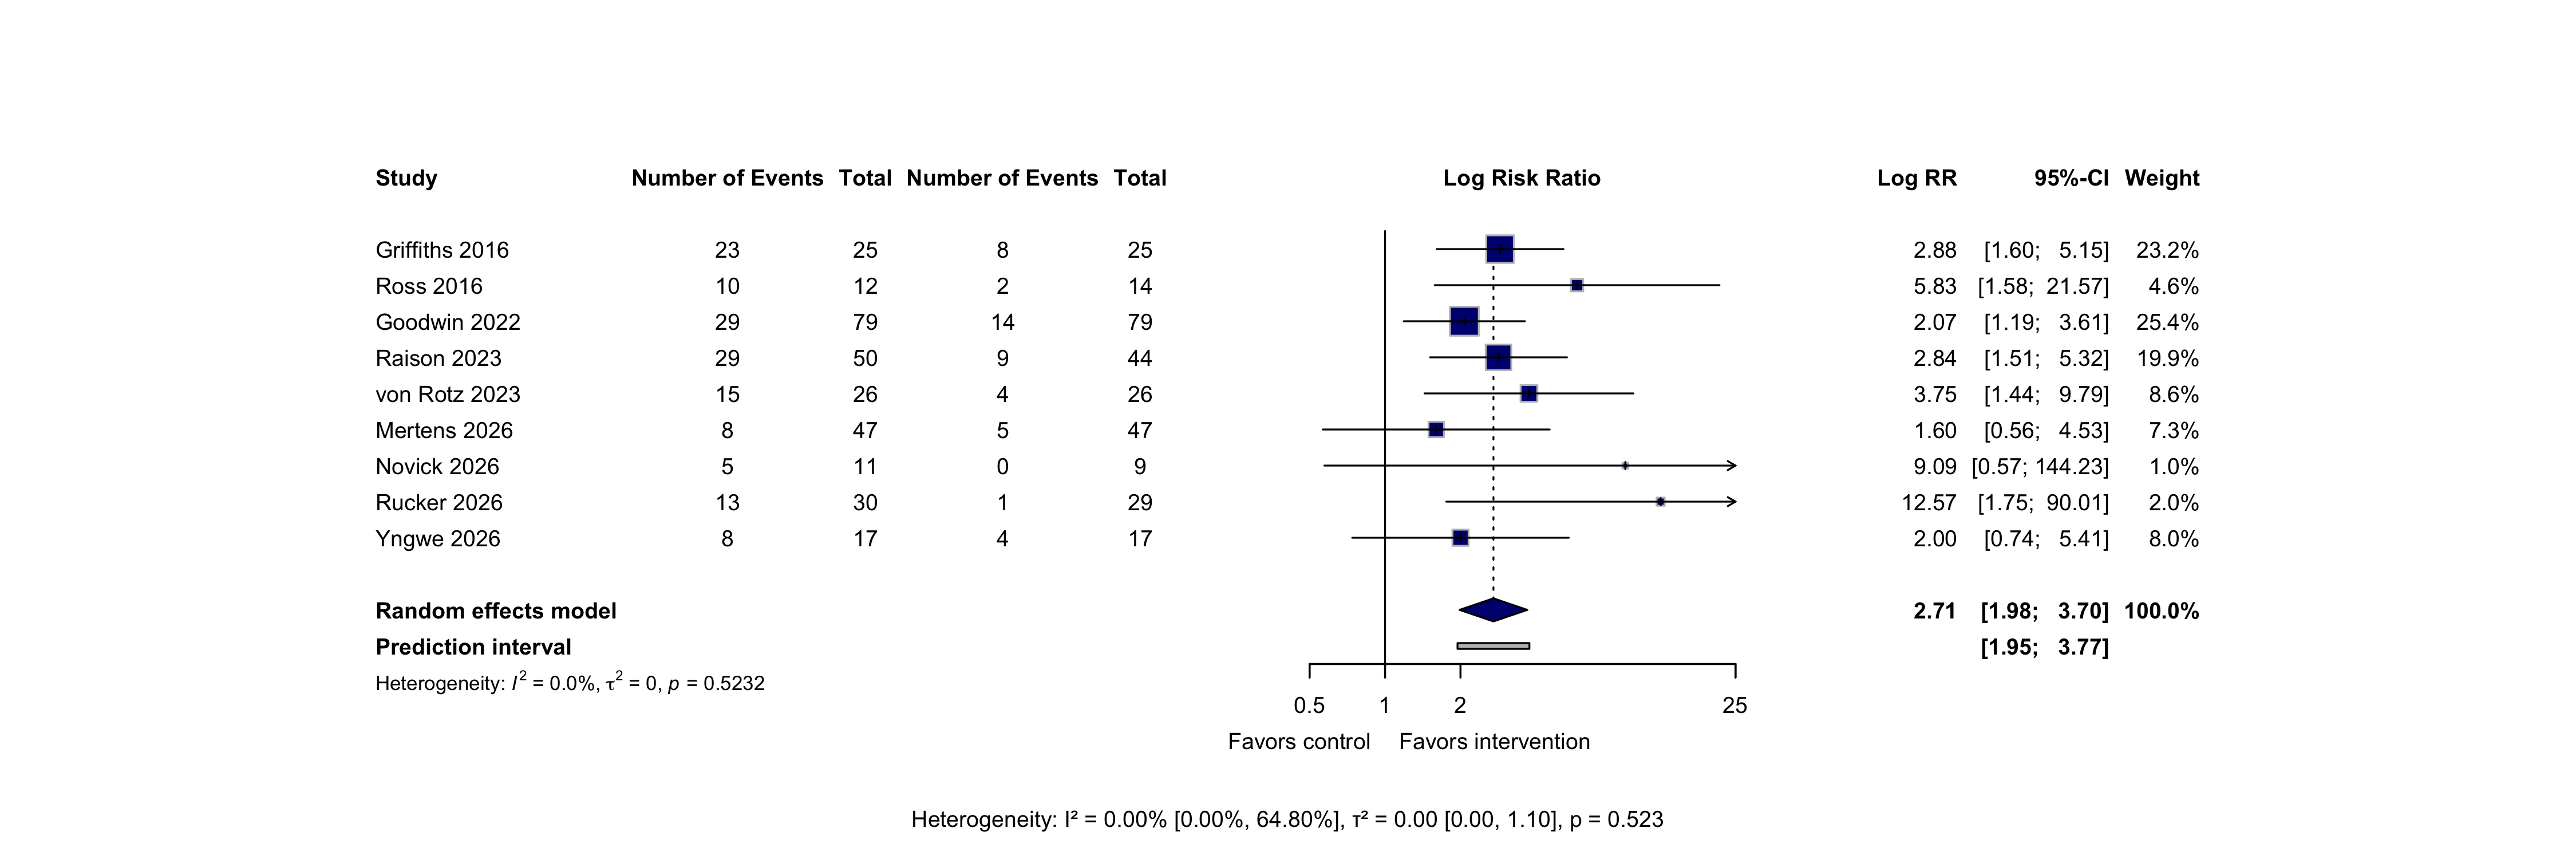 Study Number of Events Total Number of Events Total Log Risk Ratio Log RR 95%-CI Weight
Griffiths 2016 23 25 8 25 2.88 [1.60; 5.15] 23.2%
Ross 2016 10 12 2 14 5.83 [1.58; 21.57] 4.6%
Goodwin 2022 29 79 14 79 2.07 [1.19; 3.61] 25.4%
Raison 2023 29 50 9 44 2.84 [1.51; 5.32] 19.9%
von Rotz 2023 15 26 4 26 3.75 [1.44; 9.79] 8.6%
Mertens 2026 8 47 5 47 1.60 [0.56; 4.53] 7.3%
Novick 2026 5 11 0 9 9.09 [0.57; 144.23] 1.0%
Rucker 2026 13 30 1 29 12.57 [1.75; 90.01] 2.0%
Yngwe 2026 8 17 4 17 2.00 [0.74; 5.41] 8.0%
Random effects model 2.71 [1.98; 3.70] 100.0%
Prediction interval [1.95; 3.77]
Heterogeneity: I² = 0.0%, τ² = 0, p = 0.5232
0.5 1 2 25
Favors control Favors intervention
Heterogeneity: I² = 0.00% [0.00%, 64.80%], τ² = 0.00 [0.00, 1.10], p = 0.523